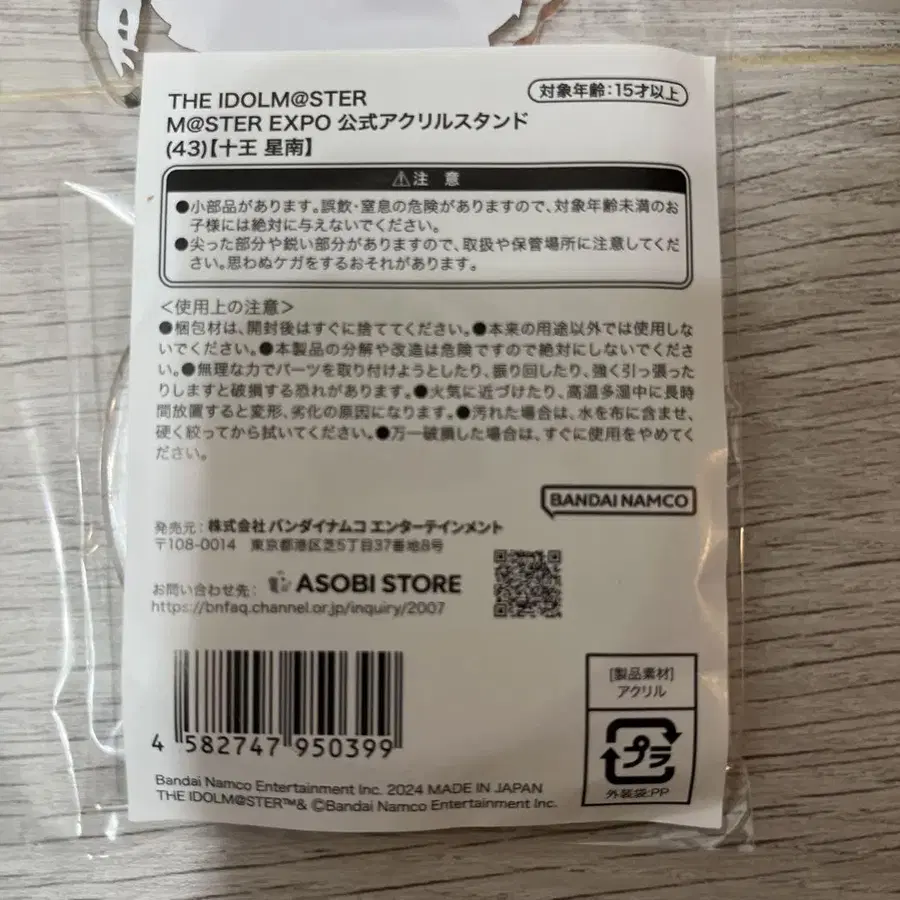 THE IDOLM@STER
M@STER EXPO 公式アクリルスタンド
(43)【十王 星南】
対象年齢:15才以上
⚠注 意
●小部品があります。誤飲・窒息の危険がありますので、対象年齢未満のお
子様には絶対に与えないでください。
●尖った部分や鋭い部分がありますので、取扱や保管場所に注意してくだ
さい。思わぬケガをするおそれがあります。
<使用上の注意>
●梱包材は、開封後はすぐに捨ててください。●本来の用途以外では使用しな
いでください。●本製品の分解や改造は危険ですので絶対にしないでくださ
い。●無理な力でパーツを取り付けようとしたり、振り回したり、強く引っ張った
りしますと破損する恐れがあります。●火気に近づけたり、高温多湿中に長時
間放置すると変形、劣化の原因になります。●汚れた場合は、水を布に含ませ、
硬く絞ってから拭いてください。●万一破損した場合は、すぐに使用をやめてく
ださい。
BANDAI NAMCO
発売元:株式会社 バンダイナムコ エンターテインメント
〒108-0014 東京都港区芝5丁目37番地8号
お問い合わせ先: ASOBI STORE
https://bnfaq.channel.or.jp/inquiry/2007
4 582747 950399
[製品素材]
アクリル
プラ
外装袋:PP
Bandai Namco Entertainment Inc. 2024 MADE IN JAPAN
THE IDOLM@STER™& ©Bandai Namco Entertainment Inc.